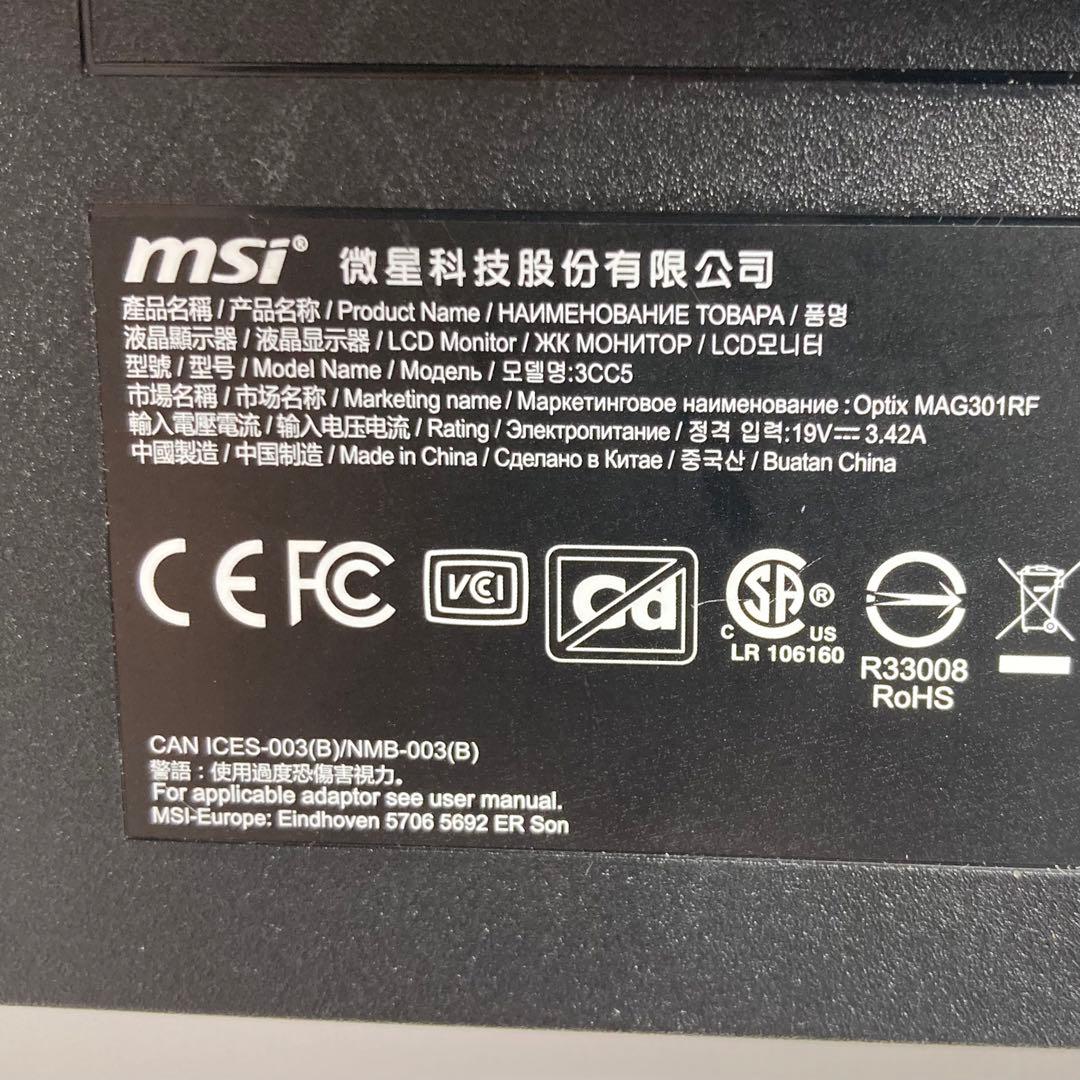 msi® 微星科技股份有限公司
產品名稱 / 产品名称 / Product Name / НАИМЕНОВАНИЕ ТОВАРА / 품명
液晶顯示器 / 液晶显示器 / LCD Monitor / ЖК МОНИТОР / LCD모니터
型號 / 型号 / Model Name / Модель / 모델명:3CC5
市場名稱 / 市场名称 / Marketing name / Маркетинговое наименование : Optix MAG301RF
輸入電壓電流 / 输入电压电流 / Rating / Электропитание / 정격 입력:19V⎓ 3.42A
中國製造 / 中国制造 / Made in China / Сделано в Китае / 중국산 / Buatan China
CE FC VCCI Cd C SA® US
LR 106160
R33008
RoHS
CAN ICES-003(B)/NMB-003(B)
警語：使用過度恐傷害視力。
For applicable adaptor see user manual.
MSI-Europe: Eindhoven 5706 5692 ER Son